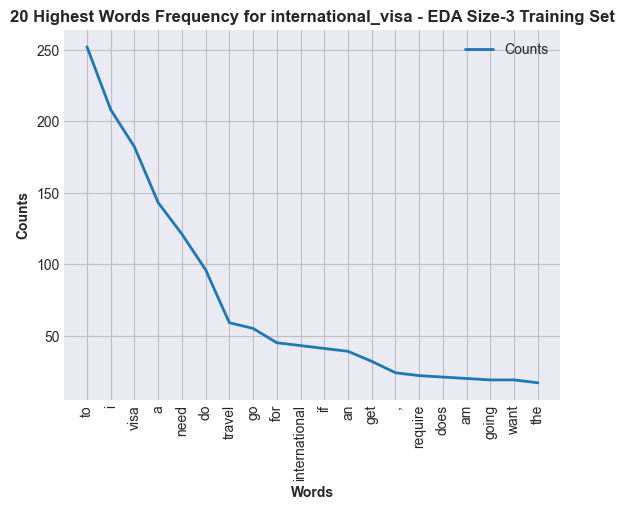 20 Highest Words Frequency for international_visa - EDA Size-3 Training Set
Counts
250
200
150
100
50
Counts
to
i
visa
a
need
do
travel
go
for
international
if
an
get
,
require
does
am
going
want
the
Words